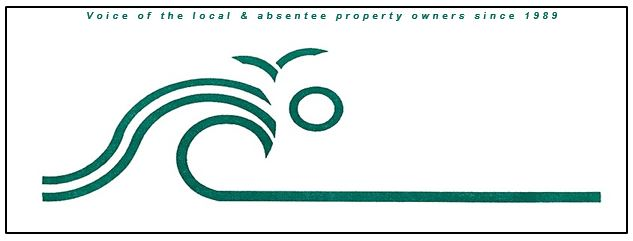 Voice of the local & absentee property owners since 1989